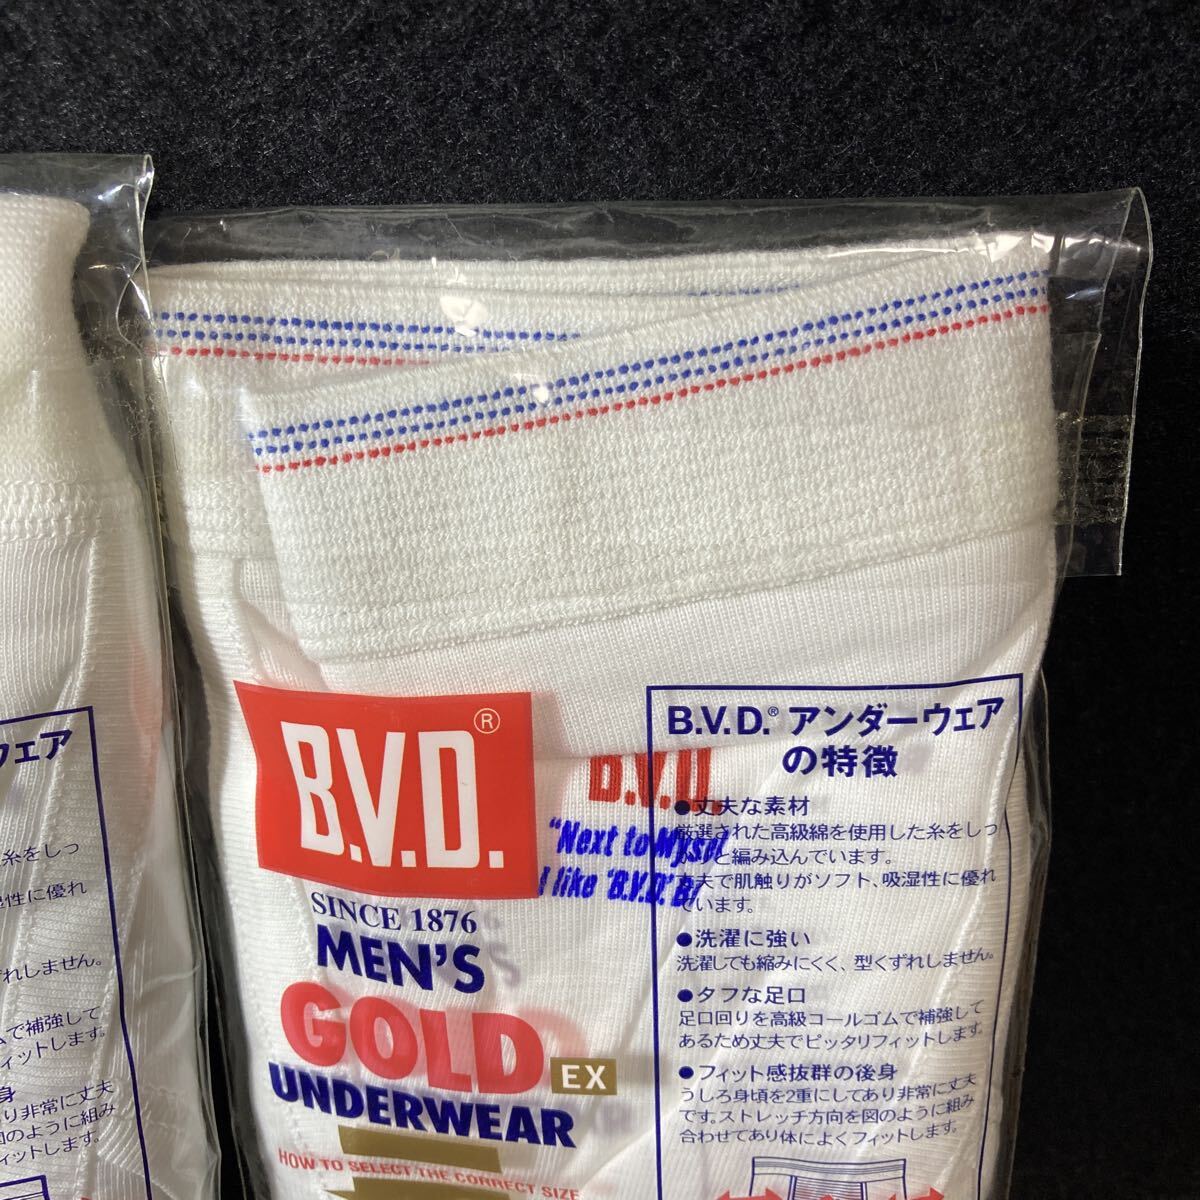 B.V.D.®
SINCE 1876
MEN'S
GOLD
EX
UNDERWEAR
HOW TO SELECT THE CORRECT SIZE
B.V.D.
"Next to Mysel
I like 'B.V.D.' B
B.V.D.® アンダーウェア
の特徴
●丈夫な素材
厳選された高級綿を使用した糸をしっ
と編み込んでいます。
丈夫で肌触りがソフト、吸湿性に優れ
ています。
●洗濯に強い
洗濯しても縮みにくく、型くずれしません。
●タフな足口
足口回りを高級コールゴムで補強して
あるため丈夫でピッタリフィットします。
●フィット感抜群の後身
うしろ身頃を2重にしてあり非常に丈夫
です。ストレッチ方向を図のように組み
合わせてあり体によくフィットします。
ウェア
糸をしっ
性に優れ
ずれしません。
で補強して
フィットします。
身
り非常に丈夫
図のように組み
ィットします。